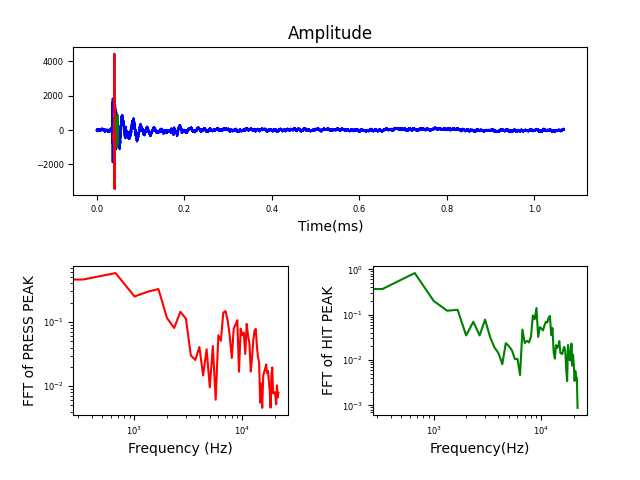 Amplitude
4000
2000
0
−2000
0.0 0.2 0.4 0.6 0.8 1.0
Time(ms)
FFT of PRESS PEAK
10⁻¹
10⁻²
10³ 10⁴
Frequency (Hz)
FFT of HIT PEAK
10⁰
10⁻¹
10⁻²
10⁻³
10³ 10⁴
Frequency(Hz)